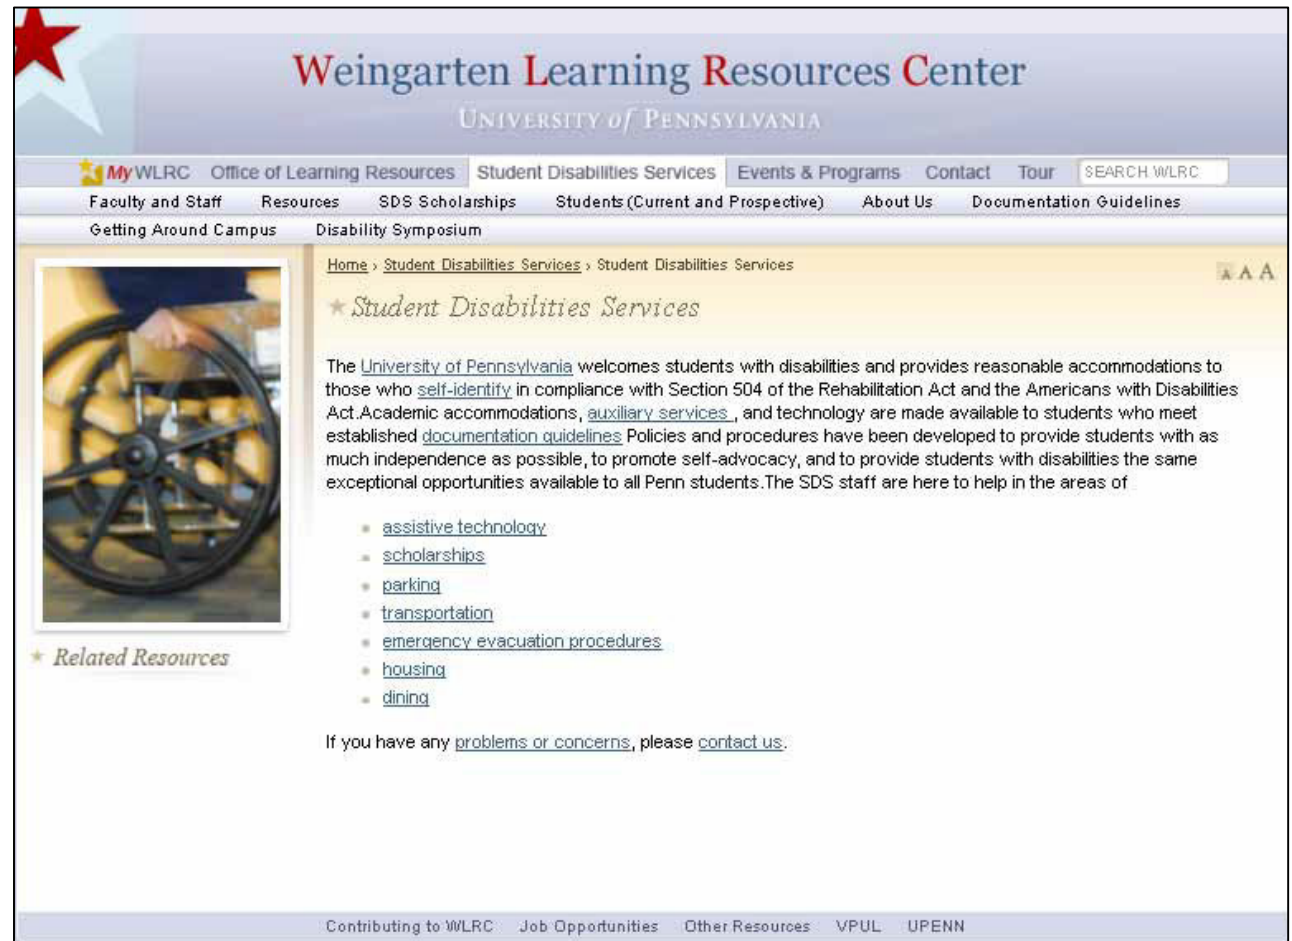 Weingarten Learning Resources Center
UNIVERSITY of PENNSYLVANIA
MyWLRC Office of Learning Resources Student Disabilities Services Events & Programs Contact Tour SEARCH WLRC
Faculty and Staff Resources SDS Scholarships Students (Current and Prospective) About Us Documentation Guidelines
Getting Around Campus Disability Symposium
Home › Student Disabilities Services › Student Disabilities Services
A A A
Student Disabilities Services
The University of Pennsylvania welcomes students with disabilities and provides reasonable accommodations to
those who self-identify in compliance with Section 504 of the Rehabilitation Act and the Americans with Disabilities
Act.Academic accommodations, auxiliary services , and technology are made available to students who meet
established documentation guidelines Policies and procedures have been developed to provide students with as
much independence as possible, to promote self-advocacy, and to provide students with disabilities the same
exceptional opportunities available to all Penn students.The SDS staff are here to help in the areas of
assistive technology
scholarships
parking
transportation
emergency evacuation procedures
housing
dining
Related Resources
If you have any problems or concerns, please contact us.
Contributing to WLRC Job Opportunities Other Resources VPUL UPENN